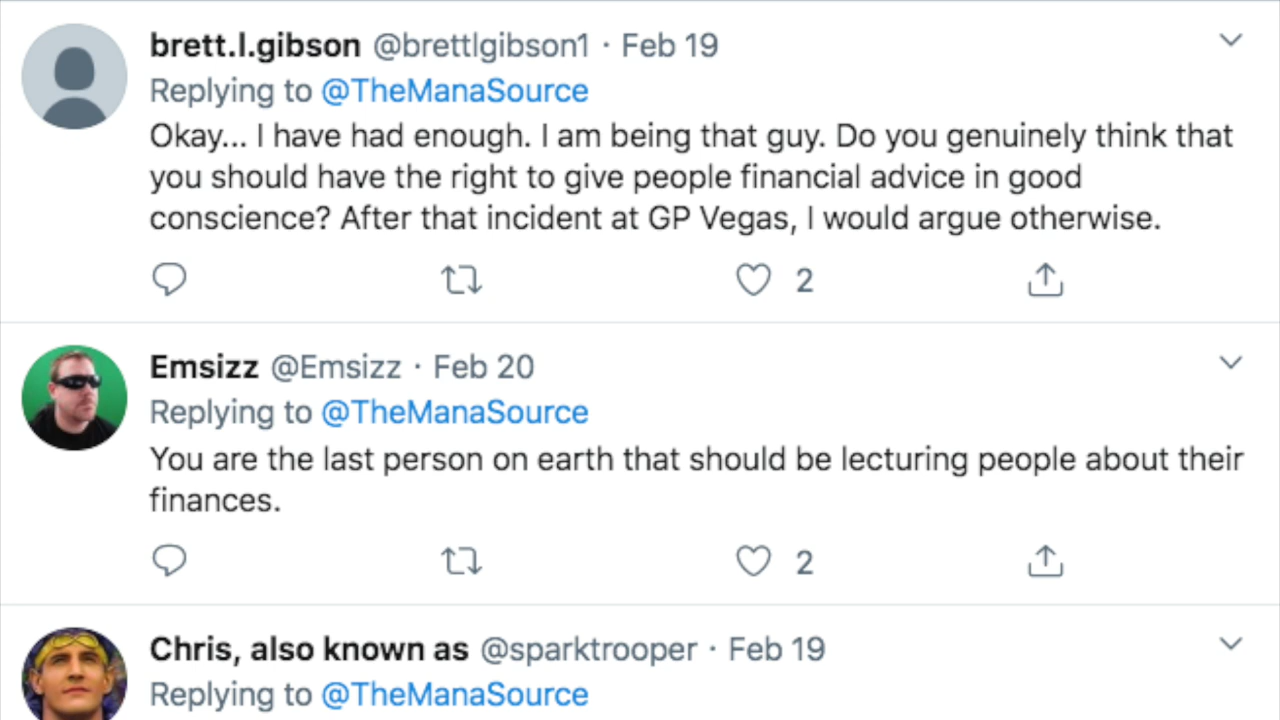 brett.l.gibson @brettlgibson1 · Feb 19
Replying to @TheManaSource
Okay... I have had enough. I am being that guy. Do you genuinely think that
you should have the right to give people financial advice in good
conscience? After that incident at GP Vegas, I would argue otherwise.
2
Emsizz @Emsizz · Feb 20
Replying to @TheManaSource
You are the last person on earth that should be lecturing people about their
finances.
2
Chris, also known as @sparktrooper · Feb 19
Replying to @TheManaSource